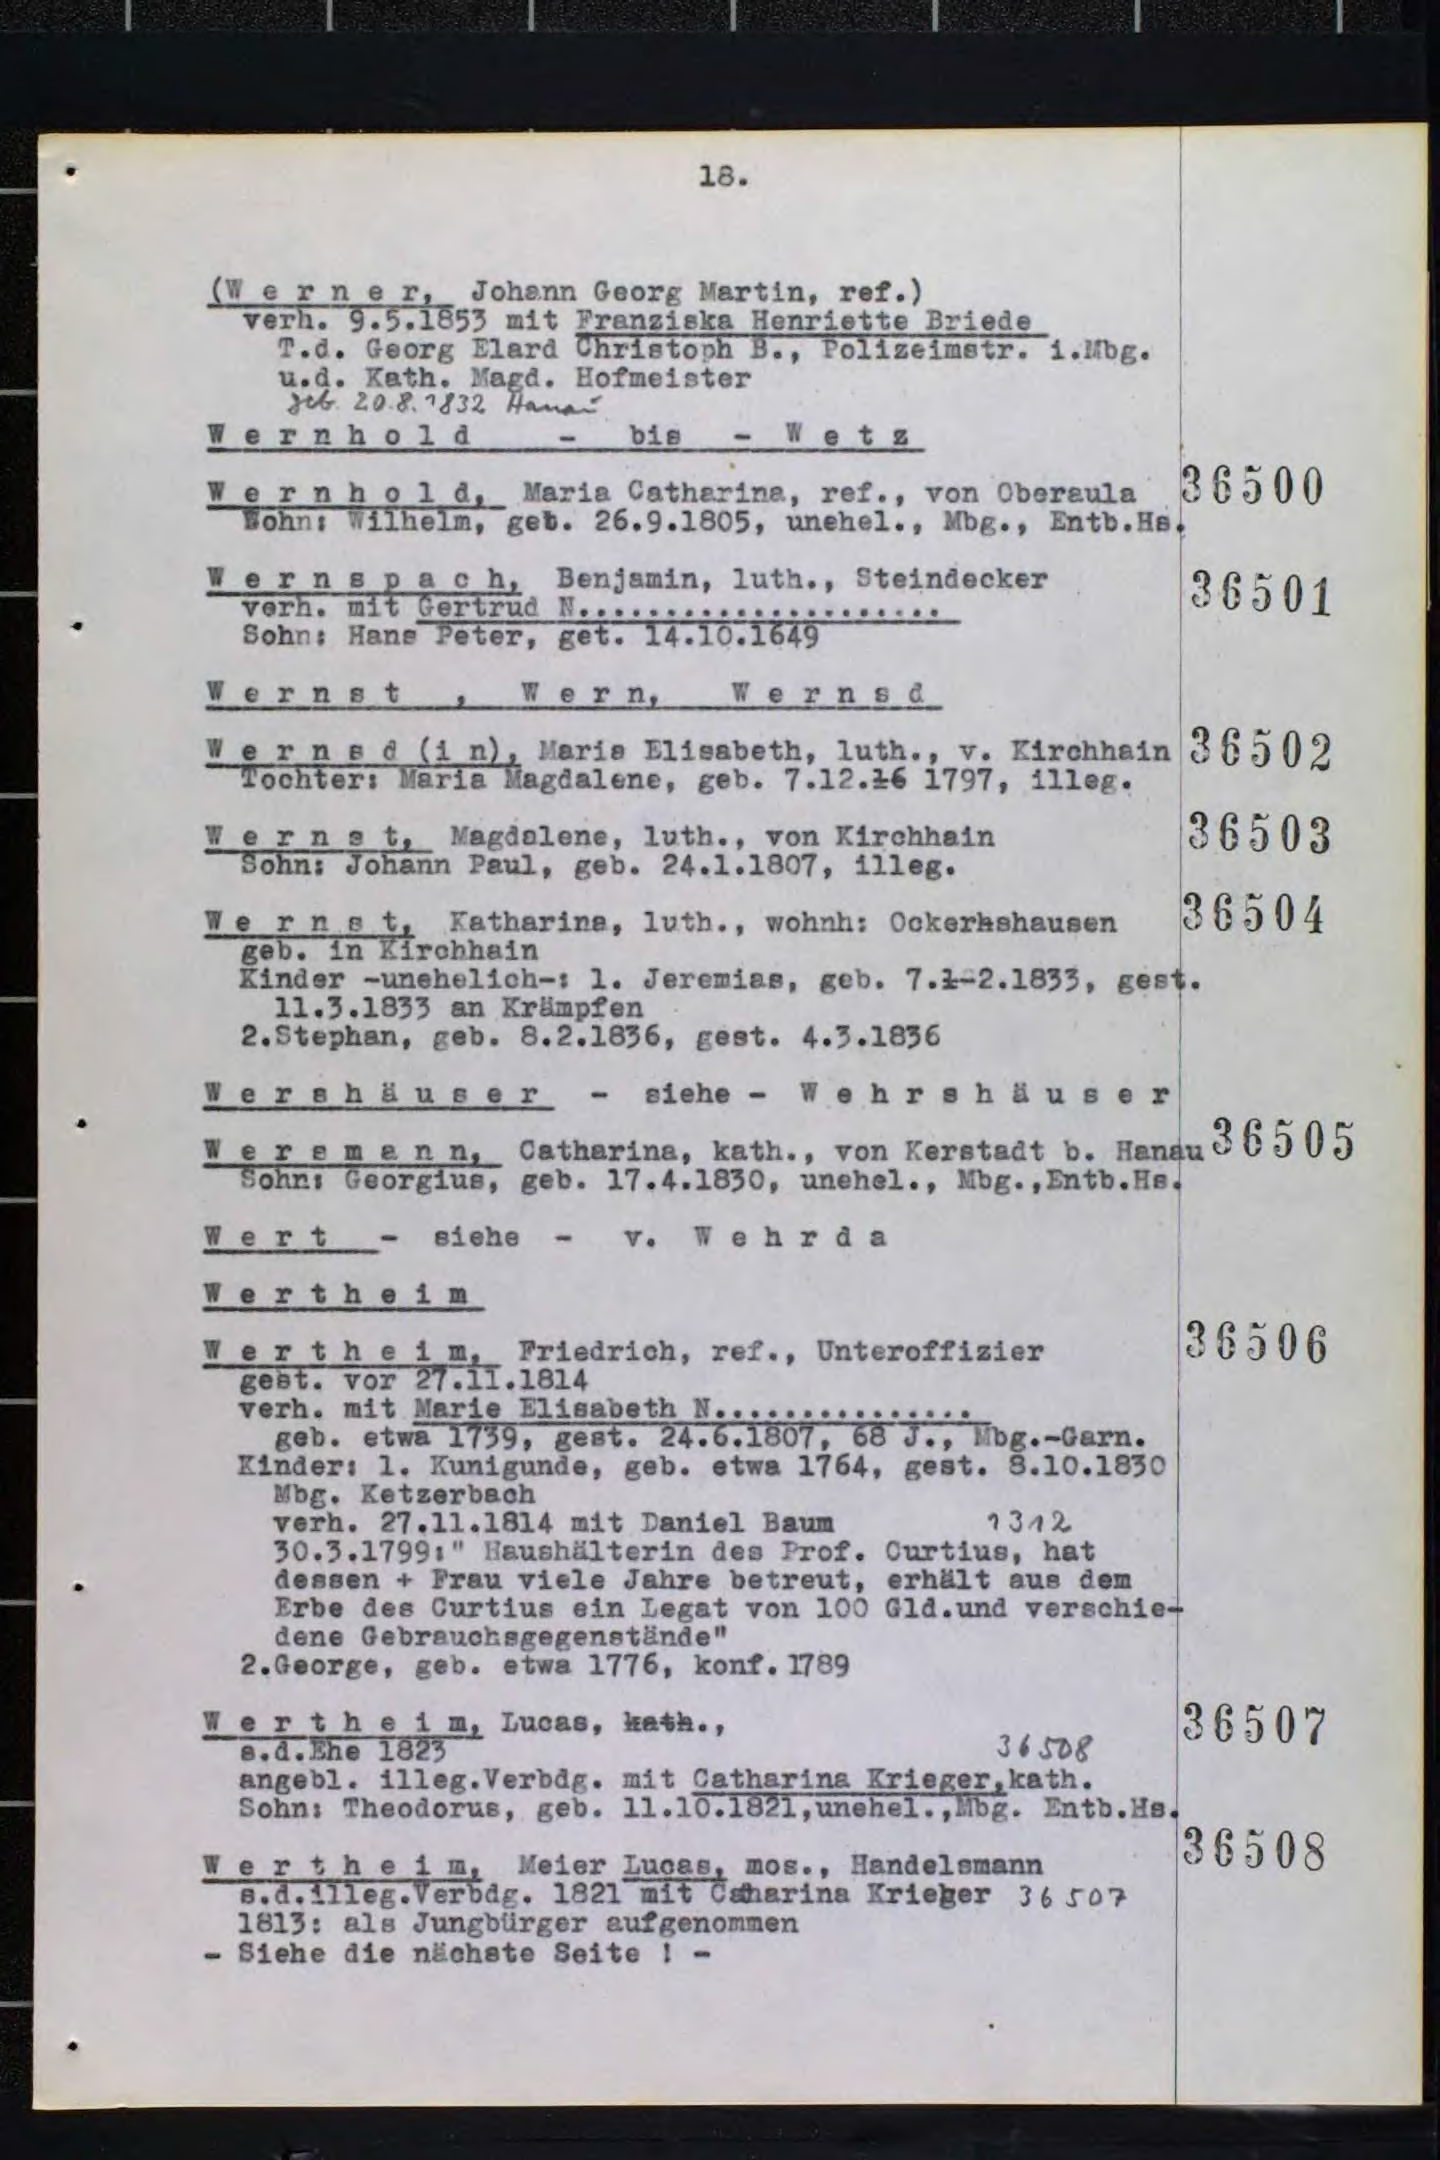 18.
(W e r n e r, Johann Georg Martin, ref.)
verh. 9.5.1853 mit Franziska Henriette Briede
T.d. Georg Elard Christoph B., Polizeimstr. i.Mbg.
u.d. Kath. Magd. Hofmeister
geb. 20.8.1832 Hanau
W e r n h o l d - bis - W e t z
W e r n h o l d, Maria Catharina, ref., von Oberaula 36500
Sohn: Wilhelm, geb. 26.9.1805, unehel., Mbg., Entb.Hs.
W e r n s p a c h, Benjamin, luth., Steindecker 36501
verh. mit Gertrud N.....................
Sohn: Hans Peter, get. 14.10.1649
W e r n s t , W e r n, W e r n s d
W e r n s d (i n), Marie Elisabeth, luth., v. Kirchhain 36502
Tochter: Maria Magdalene, geb. 7.12.16 1797, illeg.
W e r n s t, Magdalene, luth., von Kirchhain 36503
Sohn: Johann Paul, geb. 24.1.1807, illeg.
W e r n s t, Katharina, luth., wohnh: Ockerhshausen 36504
geb. in Kirchhain
Kinder -unehelich-: 1. Jeremias, geb. 7.1-2.1833, gest.
11.3.1833 an Krämpfen
2.Stephan, geb. 8.2.1836, gest. 4.3.1836
W e r s h ä u s e r - siehe - W e h r s h ä u s e r
W e r s m a n n, Catharina, kath., von Kerstadt b. Hanau 36505
Sohn: Georgius, geb. 17.4.1830, unehel., Mbg.,Entb.Hs.
W e r t - siehe - v. W e h r d a
W e r t h e i m
W e r t h e i m, Friedrich, ref., Unteroffizier 36506
gest. vor 27.11.1814
verh. mit Marie Elisabeth N...............
geb. etwa 1739, gest. 24.6.1807, 68 J., Mbg.-Garn.
Kinder: 1. Kunigunde, geb. etwa 1764, gest. 8.10.1830
Mbg. Ketzerbach
verh. 27.11.1814 mit Daniel Baum 1312
30.3.1799:" Haushälterin des Prof. Curtius, hat
dessen + Frau viele Jahre betreut, erhält aus dem
Erbe des Curtius ein Legat von 100 Gld.und verschie-
dene Gebrauchsgegenstände"
2.George, geb. etwa 1776, konf. 1789
W e r t h e i m, Lucas, kath., 36507
s.d.Ehe 1823 36508
angebl. illeg.Verbdg. mit Catharina Krieger,kath.
Sohn: Theodorus, geb. 11.10.1821,unehel.,Mbg. Entb.Hs.
W e r t h e i m, Meier Lucas, mos., Handelsmann 36508
s.d.illeg.Verbdg. 1821 mit Catharina Krieger 36507
1813: als Jungbürger aufgenommen
- Siehe die nächste Seite ! -